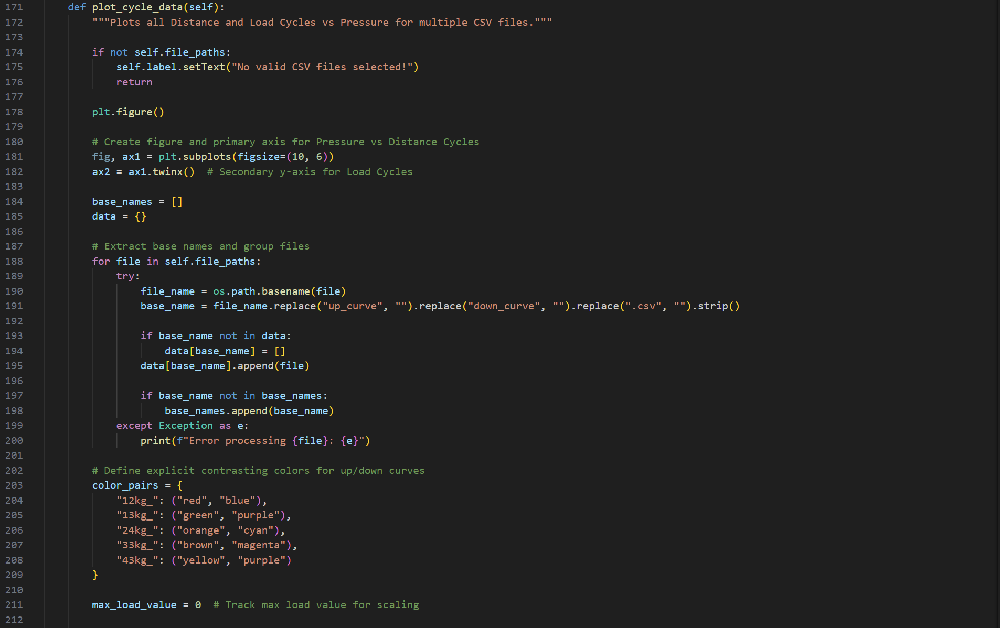 171 def plot_cycle_data(self):
172 """Plots all Distance and Load Cycles vs Pressure for multiple CSV files."""
173
174 if not self.file_paths:
175 self.label.setText("No valid CSV files selected!")
176 return
177
178 plt.figure()
179
180 # Create figure and primary axis for Pressure vs Distance Cycles
181 fig, ax1 = plt.subplots(figsize=(10, 6))
182 ax2 = ax1.twinx()  # Secondary y-axis for Load Cycles
183
184 base_names = []
185 data = {}
186
187 # Extract base names and group files
188 for file in self.file_paths:
189 try:
190 file_name = os.path.basename(file)
191 base_name = file_name.replace("up_curve", "").replace("down_curve", "").replace(".csv", "").strip()
192
193 if base_name not in data:
194 data[base_name] = []
195 data[base_name].append(file)
196
197 if base_name not in base_names:
198 base_names.append(base_name)
199 except Exception as e:
200 print(f"Error processing {file}: {e}")
201
202 # Define explicit contrasting colors for up/down curves
203 color_pairs = {
204 "12kg_": ("red", "blue"),
205 "13kg_": ("green", "purple"),
206 "24kg_": ("orange", "cyan"),
207 "33kg_": ("brown", "magenta"),
208 "43kg_": ("yellow", "purple")
209 }
210
211 max_load_value = 0  # Track max load value for scaling
212